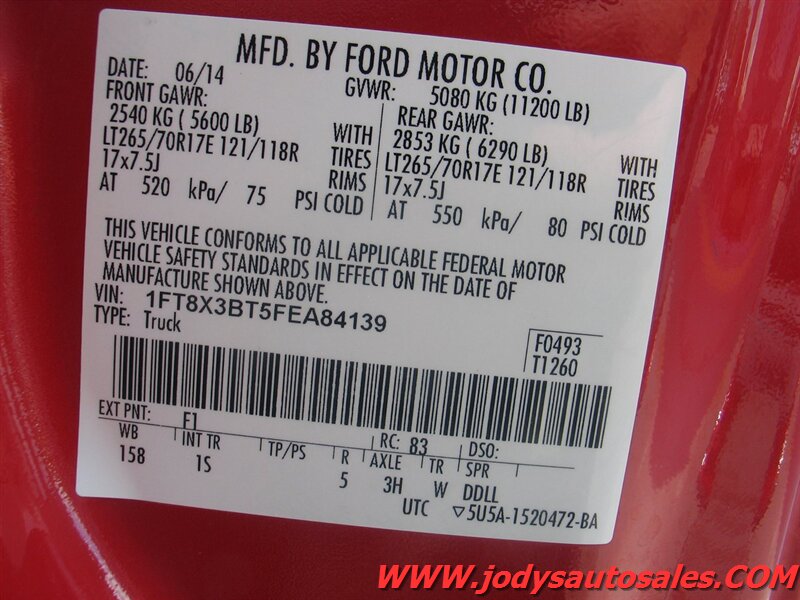 MFD. BY FORD MOTOR CO.
DATE: 06/14 GVWR: 5080 KG (11200 LB)
FRONT GAWR: REAR GAWR:
2540 KG ( 5600 LB) WITH 2853 KG ( 6290 LB) WITH
LT265/70R17E 121/118R TIRES LT265/70R17E 121/118R TIRES
17x7.5J RIMS 17x7.5J RIMS
AT 520 kPa/ 75 PSI COLD AT 550 kPa/ 80 PSI COLD
THIS VEHICLE CONFORMS TO ALL APPLICABLE FEDERAL MOTOR
VEHICLE SAFETY STANDARDS IN EFFECT ON THE DATE OF
MANUFACTURE SHOWN ABOVE.
VIN: 1FT8X3BT5FEA84139
TYPE: Truck
F0493
T1260
EXT PNT: F1 RC: 83 DSO:
WB INT TR TP/PS R AXLE TR SPR
158 1S 5 3H W DDLL
UTC ▽5U5A-1520472-BA
WWW.jodysautosales.COM